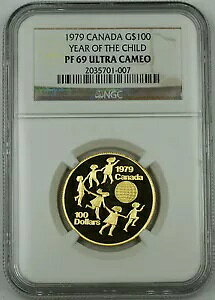 1979 CANADA G$100
YEAR OF THE CHILD
PF 69 ULTRA CAMEO
2035701-007
NGC
1979
Canada
100
Dollars